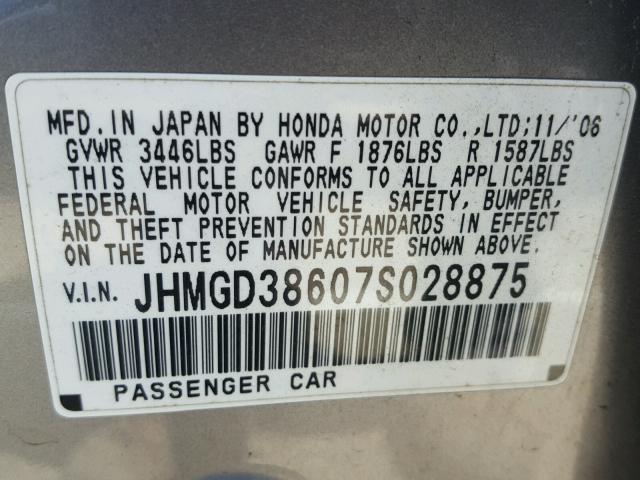 MFD. IN JAPAN BY HONDA MOTOR CO.,LTD;11/'06
GVWR 3446LBS GAWR F 1876LBS R 1587LBS
THIS VEHICLE CONFORMS TO ALL APPLICABLE
FEDERAL MOTOR VEHICLE SAFETY, BUMPER,
AND THEFT PREVENTION STANDARDS IN EFFECT
ON THE DATE OF MANUFACTURE SHOWN ABOVE.
V.I.N. JHMGD38607S028875
PASSENGER CAR